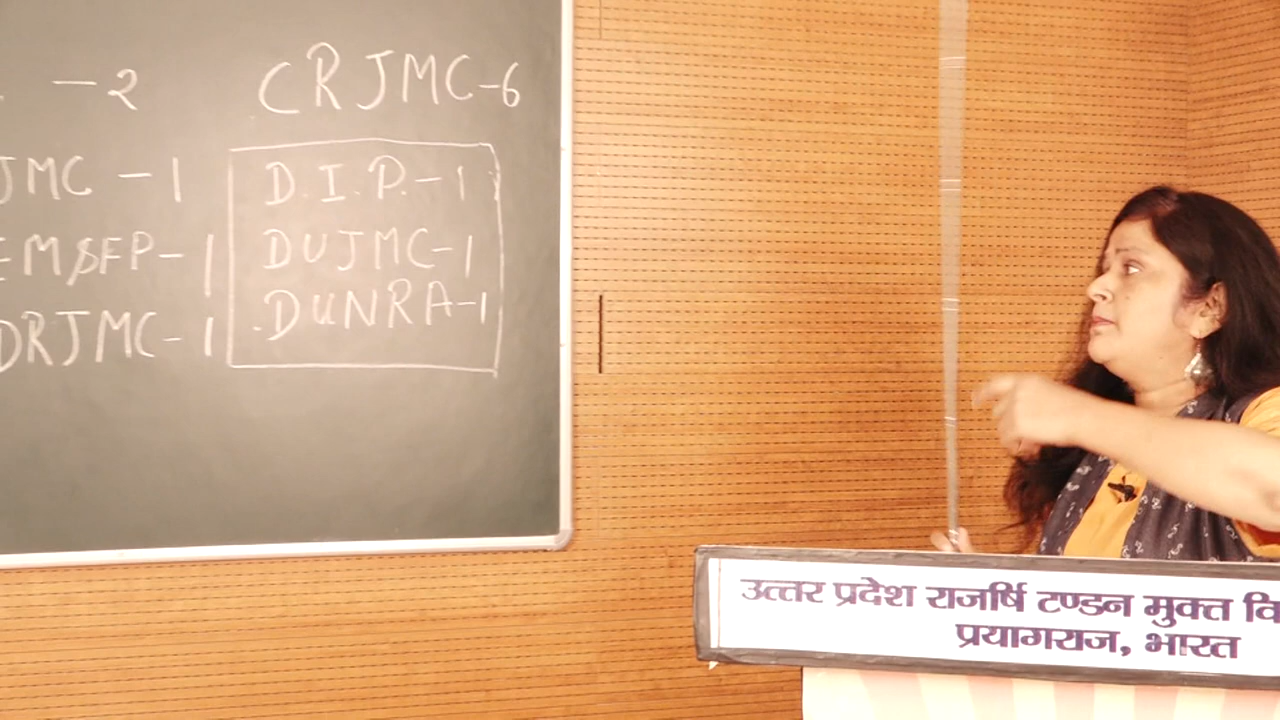 -2
CRJMC-6
JMC -1
EMSFP-1
DRJMC-1
D.I.P.-1
DUJMC-1
DUNRA-1
उत्तर प्रदेश राजर्षि टण्डन मुक्त वि
प्रयागराज, भारत